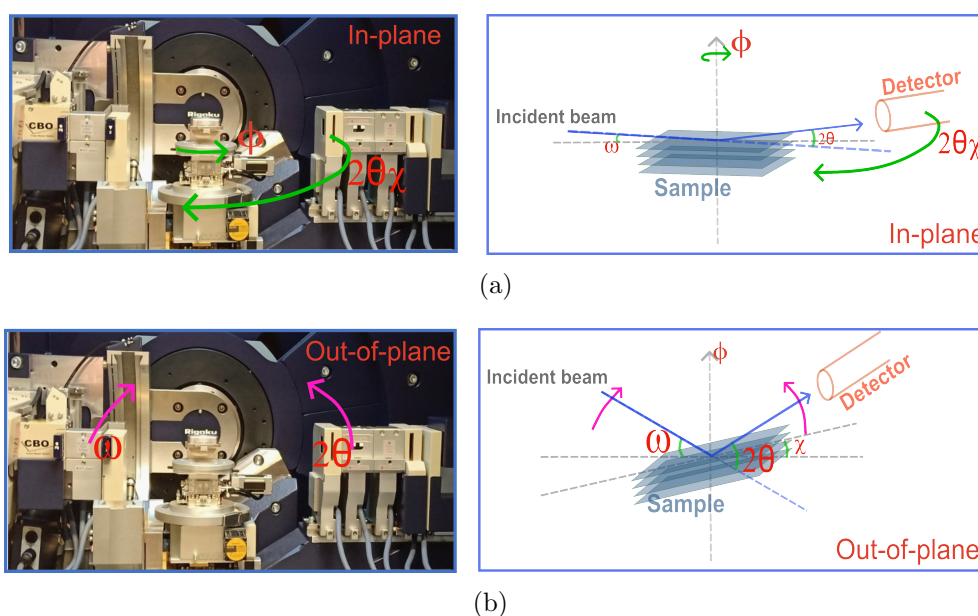 In-plane
CBO
Rigaku
ϕ
2θχ
ϕ
Detector
Incident beam
ω
2θ
2θχ
Sample
In-plane
(a)
Out-of-plane
CBO
Rigaku
ω
2θ
ϕ
Incident beam
Detector
ω
2θ
χ
Sample
Out-of-plane
(b)